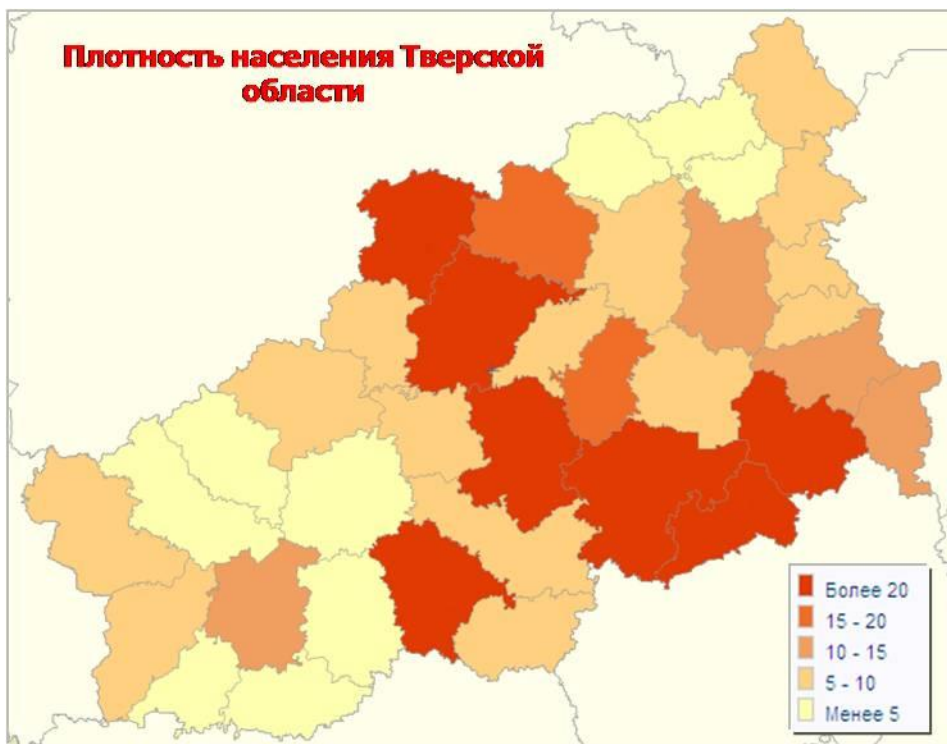 Плотность населения Тверской
области
Более 20
15 - 20
10 - 15
5 - 10
Менее 5